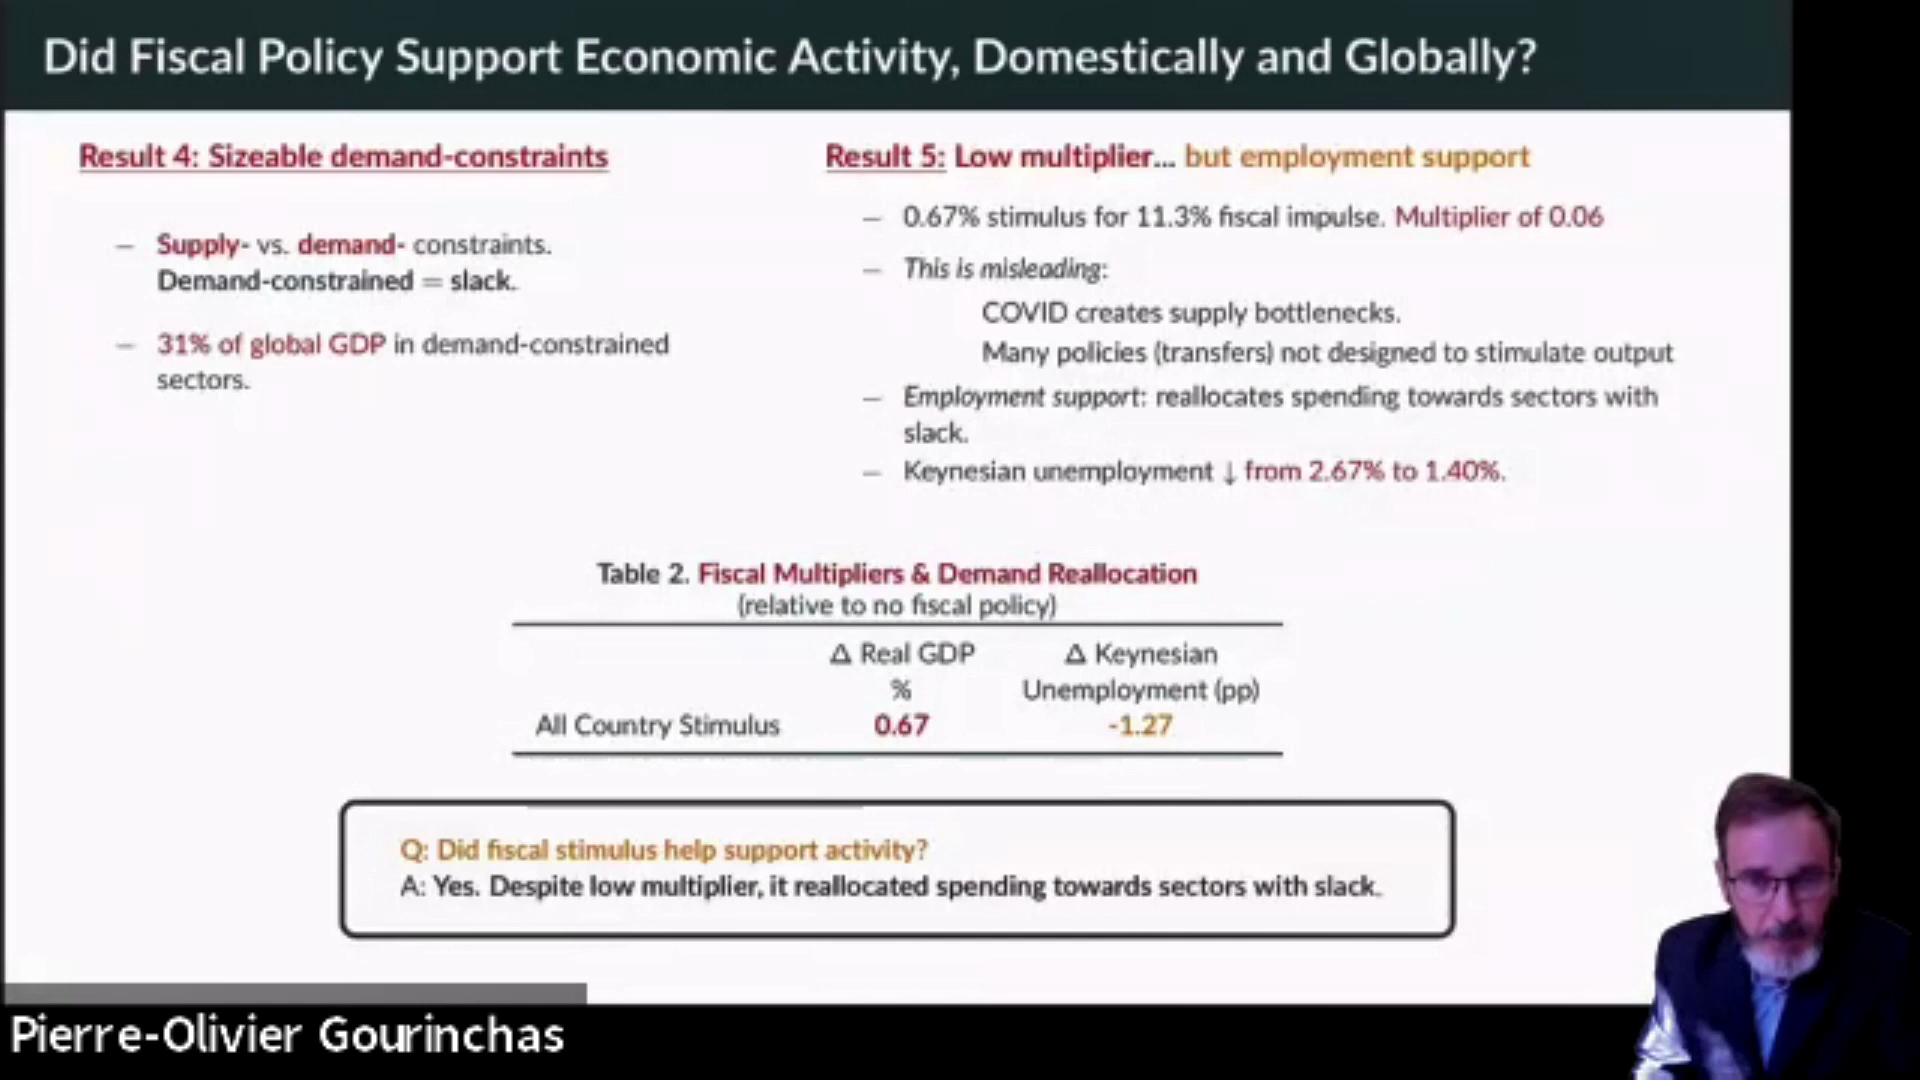 Did Fiscal Policy Support Economic Activity, Domestically and Globally?
Result 4: Sizeable demand-constraints
– Supply- vs. demand- constraints.
Demand-constrained = slack.
– 31% of global GDP in demand-constrained
sectors.
Result 5: Low multiplier... but employment support
– 0.67% stimulus for 11.3% fiscal impulse. Multiplier of 0.06
– This is misleading:
COVID creates supply bottlenecks.
Many policies (transfers) not designed to stimulate output
– Employment support: reallocates spending towards sectors with
slack.
– Keynesian unemployment ↓ from 2.67% to 1.40%.
Table 2. Fiscal Multipliers & Demand Reallocation
(relative to no fiscal policy)
Δ Real GDP Δ Keynesian
% Unemployment (pp)
All Country Stimulus 0.67 -1.27
Q: Did fiscal stimulus help support activity?
A: Yes. Despite low multiplier, it reallocated spending towards sectors with slack.
Pierre-Olivier Gourinchas